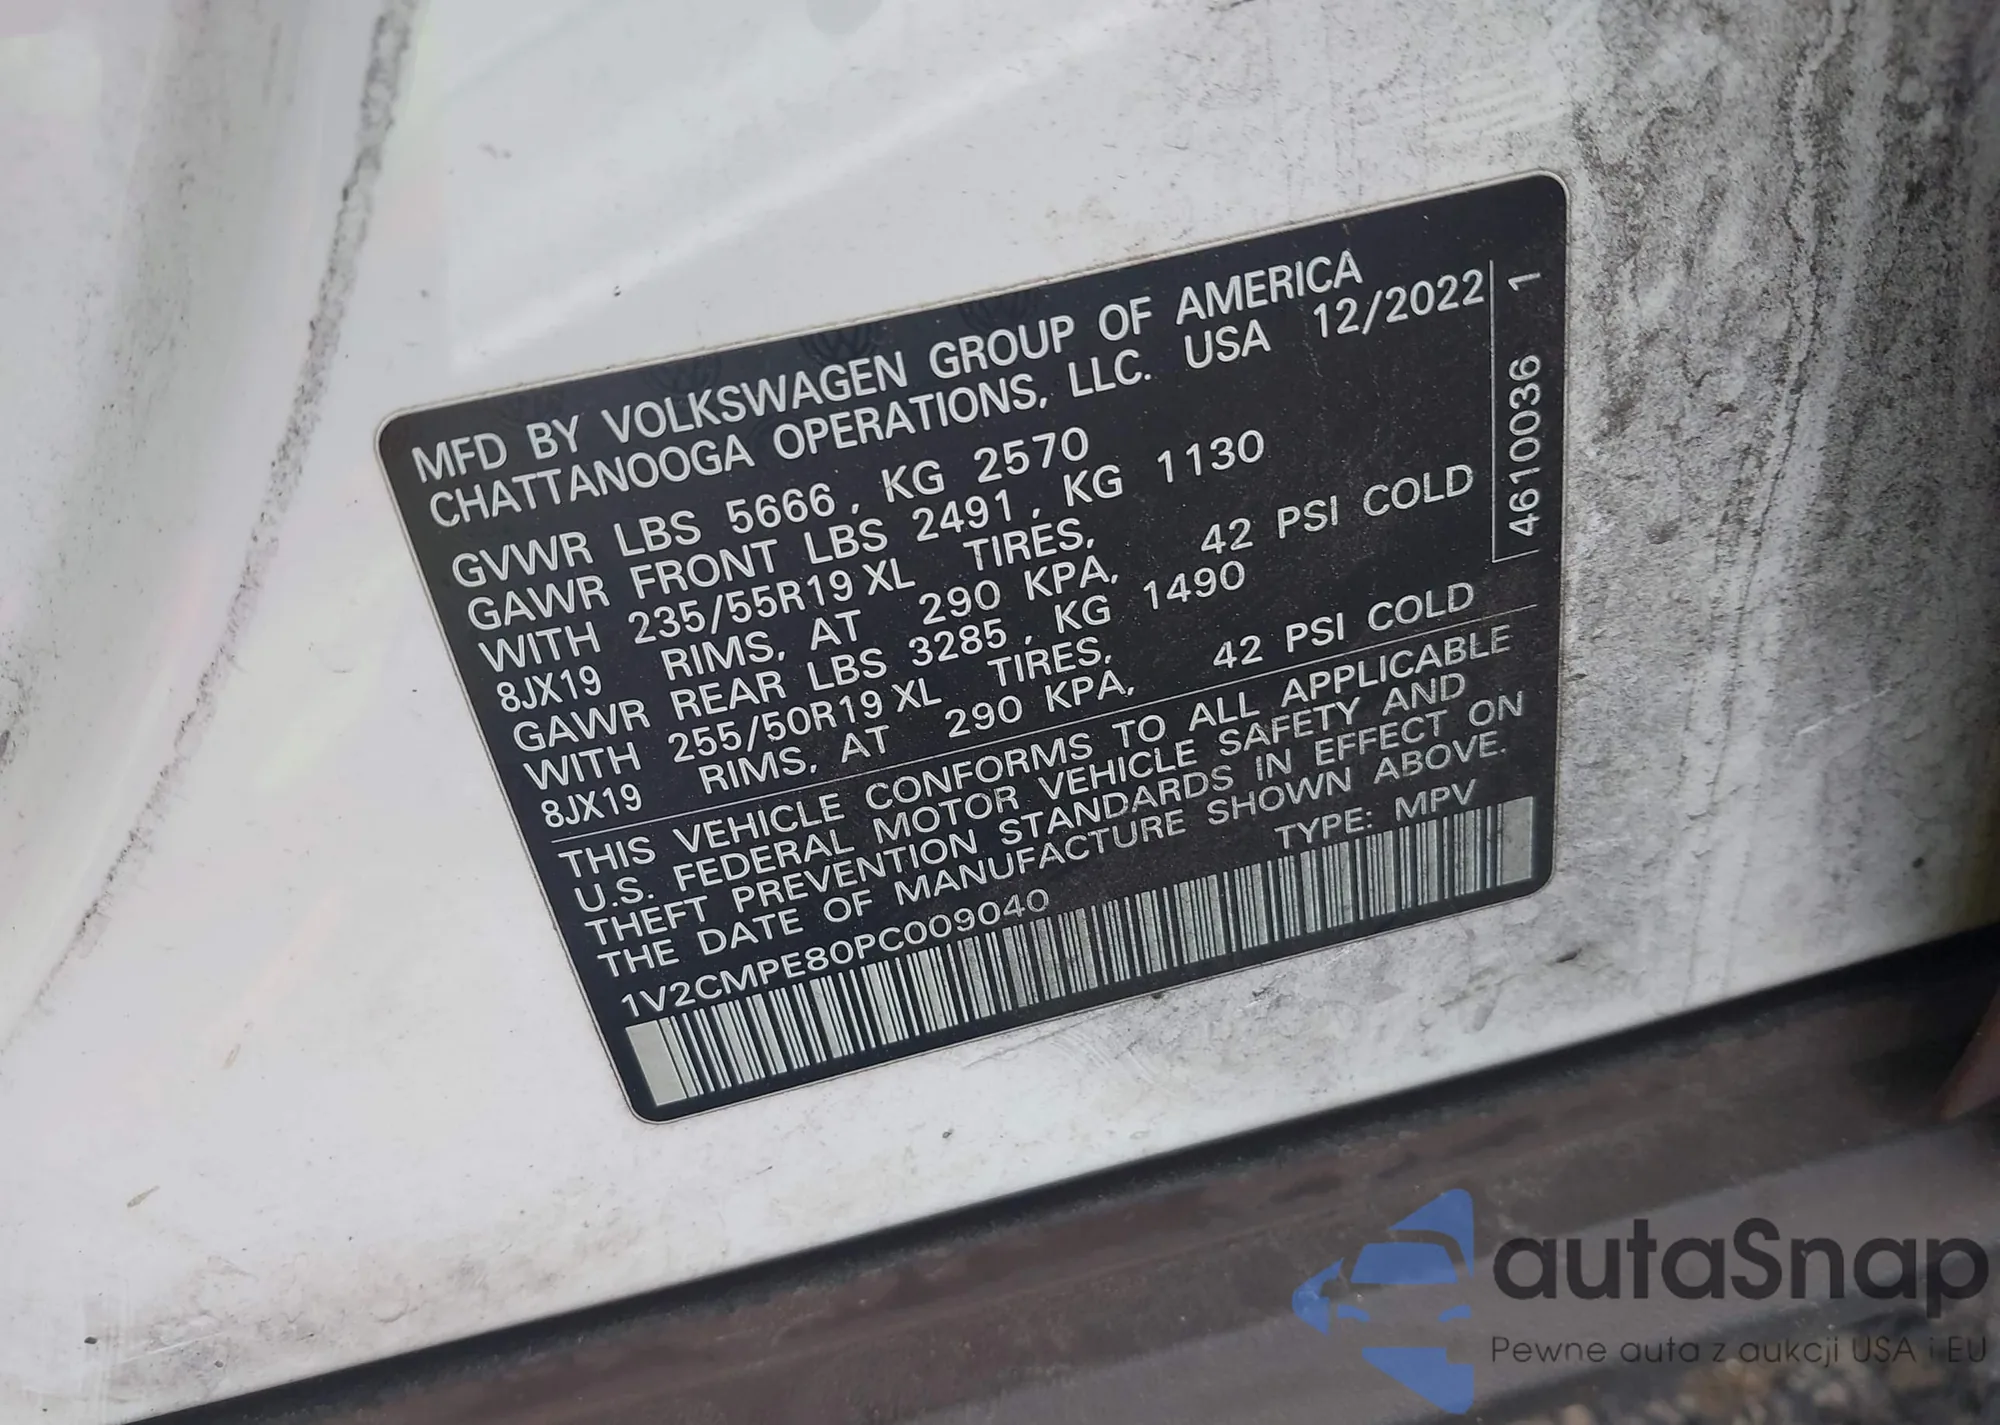 MFD BY VOLKSWAGEN GROUP OF AMERICA
CHATTANOOGA OPERATIONS, LLC. USA 12/2022
GVWR LBS 5666, KG 2570
GAWR FRONT LBS 2491, KG 1130
WITH 235/55R19 XL TIRES,
8JX19 RIMS, AT 290 KPA, 42 PSI COLD
GAWR REAR LBS 3285, KG 1490
WITH 255/50R19 XL TIRES,
8JX19 RIMS, AT 290 KPA, 42 PSI COLD
THIS VEHICLE CONFORMS TO ALL APPLICABLE
U.S. FEDERAL MOTOR VEHICLE SAFETY AND
THEFT PREVENTION STANDARDS IN EFFECT ON
THE DATE OF MANUFACTURE SHOWN ABOVE.
1V2CMPE80PC009040 TYPE: MPV
4610036 1
autaSnap
Pewne auta z aukcji USA i EU